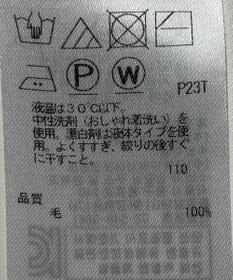 P
W
P23T
液温は30℃以下。
中性洗剤（おしゃれ着洗い）を
使用。漂白剤は液体タイプを使
用。よくすすぎ、絞りの後すぐ
に干すこと。
110
品質
毛 100%